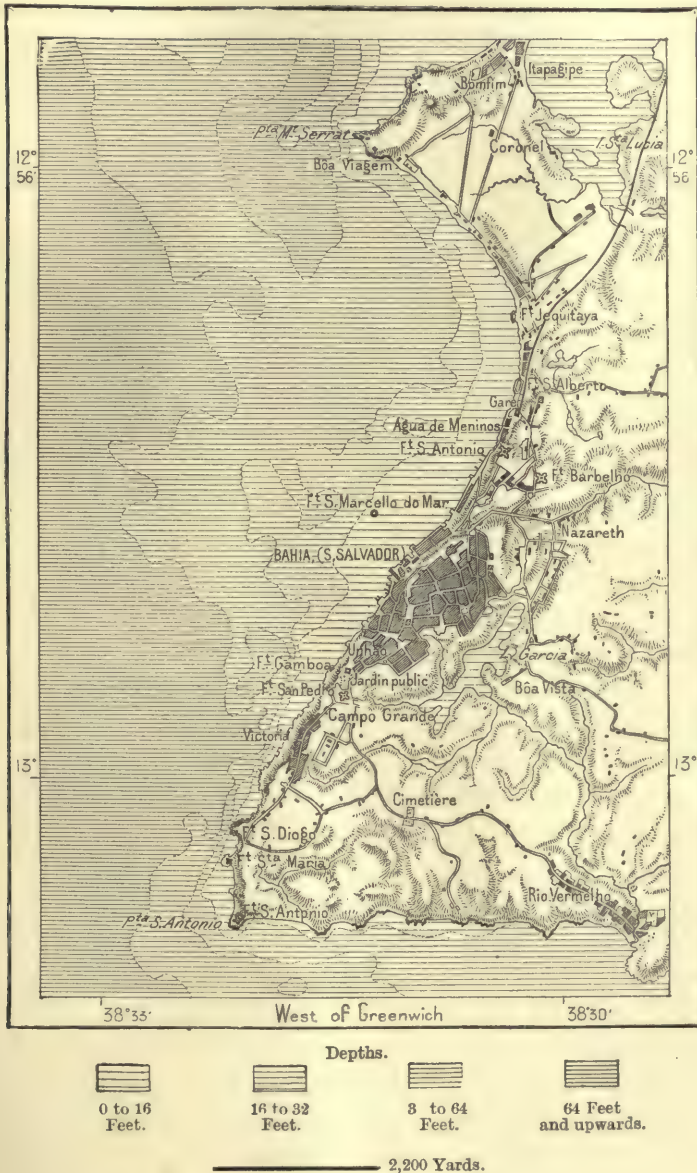 Itapagipe
Bomfim
Pta Mt. Serrat
Coronel
I. Sta Lucia
12°
56'
12°
56'
Bôa Viagem
Ft. Jequitaya
Ft. S. Alberto
Gare
Agua de Meninos
Ft. S. Antonio
Ft. Barbelho
Ft. S. Marcello do Mar
Nazareth
BAHIA, (S. SALVADOR)
Unhão
Ft. Gamboa
L. Garcia
Jardin public
Ft. San Pedro
Bôa Vista
Campo Grande
Victoria
13°
13°
Cimetière
Ft. S. Diogo
Ft. Sta Maria
Rio Vermelho
Ft. S. Antonio
pta S. Antonio
38°33'
West of Greenwich
38°30'
Depths.
0 to 16
Feet.
16 to 32
Feet.
3 to 64
Feet.
64 Feet
and upwards.
2,200 Yards.